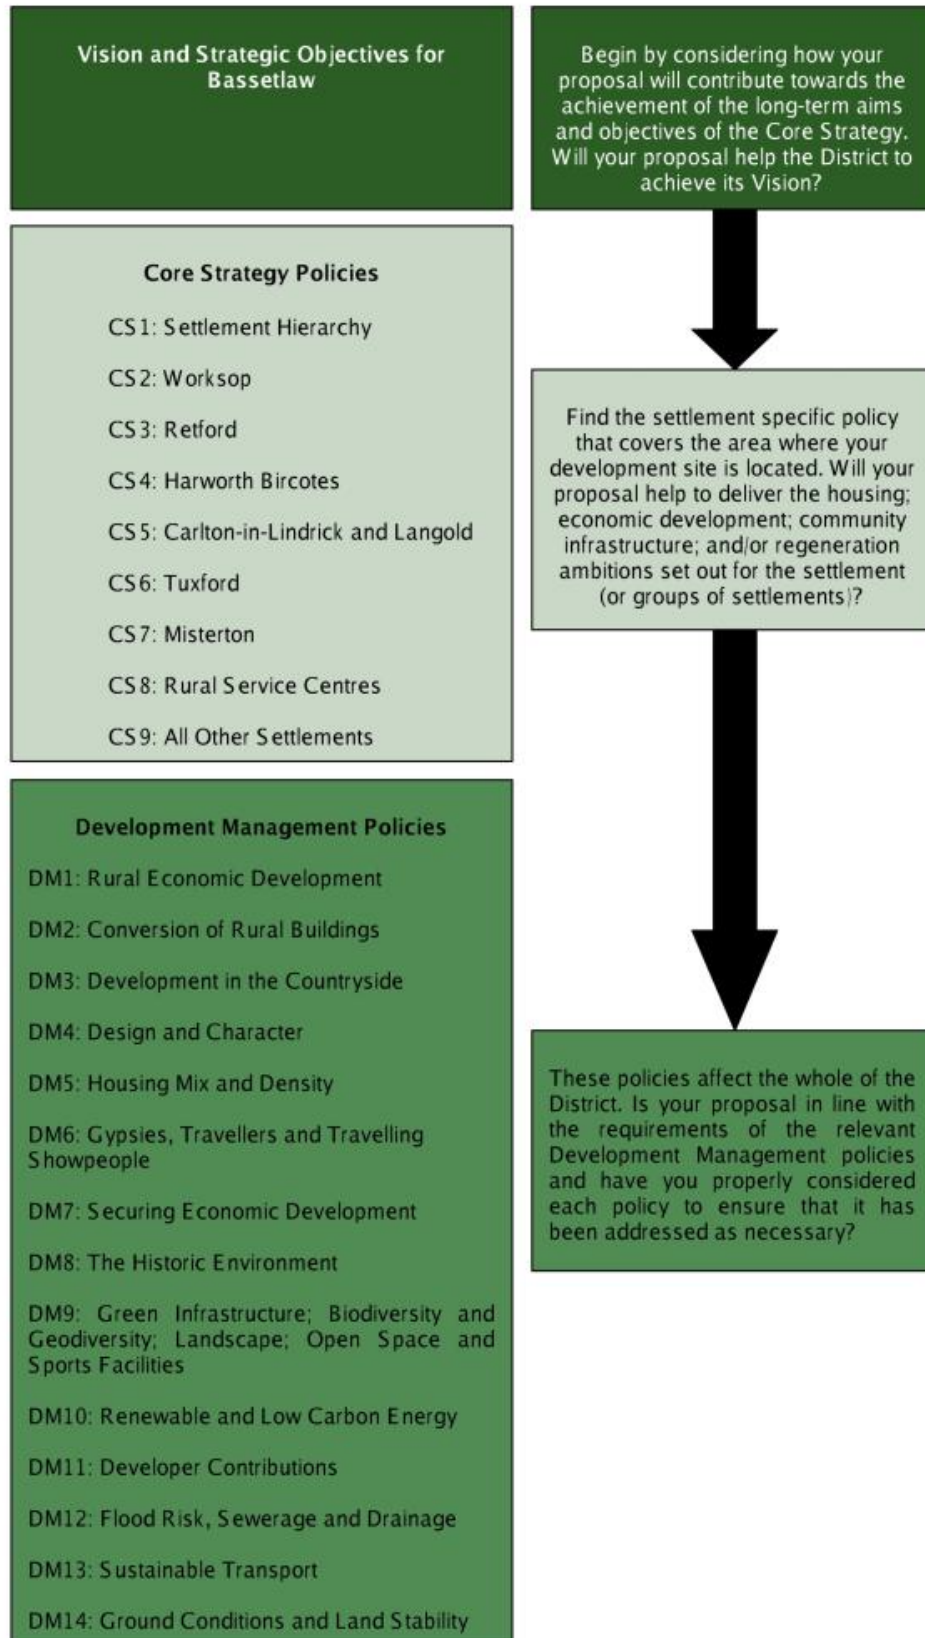 Vision and Strategic Objectives for
Bassetlaw
Begin by considering how your
proposal will contribute towards the
achievement of the long-term aims
and objectives of the Core Strategy.
Will your proposal help the District to
achieve its Vision?
Core Strategy Policies
CS1: Settlement Hierarchy
CS2: Worksop
CS3: Retford
CS4: Harworth Bircotes
CS5: Carlton-in-Lindrick and Langold
CS6: Tuxford
CS7: Misterton
CS8: Rural Service Centres
CS9: All Other Settlements
Find the settlement specific policy
that covers the area where your
development site is located. Will your
proposal help to deliver the housing;
economic development; community
infrastructure; and/or regeneration
ambitions set out for the settlement
(or groups of settlements)?
Development Management Policies
DM1: Rural Economic Development
DM2: Conversion of Rural Buildings
DM3: Development in the Countryside
DM4: Design and Character
DM5: Housing Mix and Density
DM6: Gypsies, Travellers and Travelling
Showpeople
DM7: Securing Economic Development
DM8: The Historic Environment
DM9: Green Infrastructure; Biodiversity and
Geodiversity; Landscape; Open Space and
Sports Facilities
DM10: Renewable and Low Carbon Energy
DM11: Developer Contributions
DM12: Flood Risk, Sewerage and Drainage
DM13: Sustainable Transport
DM14: Ground Conditions and Land Stability
These policies affect the whole of the
District. Is your proposal in line with
the requirements of the relevant
Development Management policies
and have you properly considered
each policy to ensure that it has
been addressed as necessary?